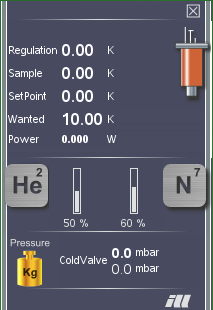 Regulation 0.00 K
Sample 0.00 K
SetPoint 0.00 K
Wanted 10.00 K
Power 0.000 W
He 2
N 7
50 % 60 %
Pressure
Kg
ColdValve 0.0 mbar
0.0 mbar
ill